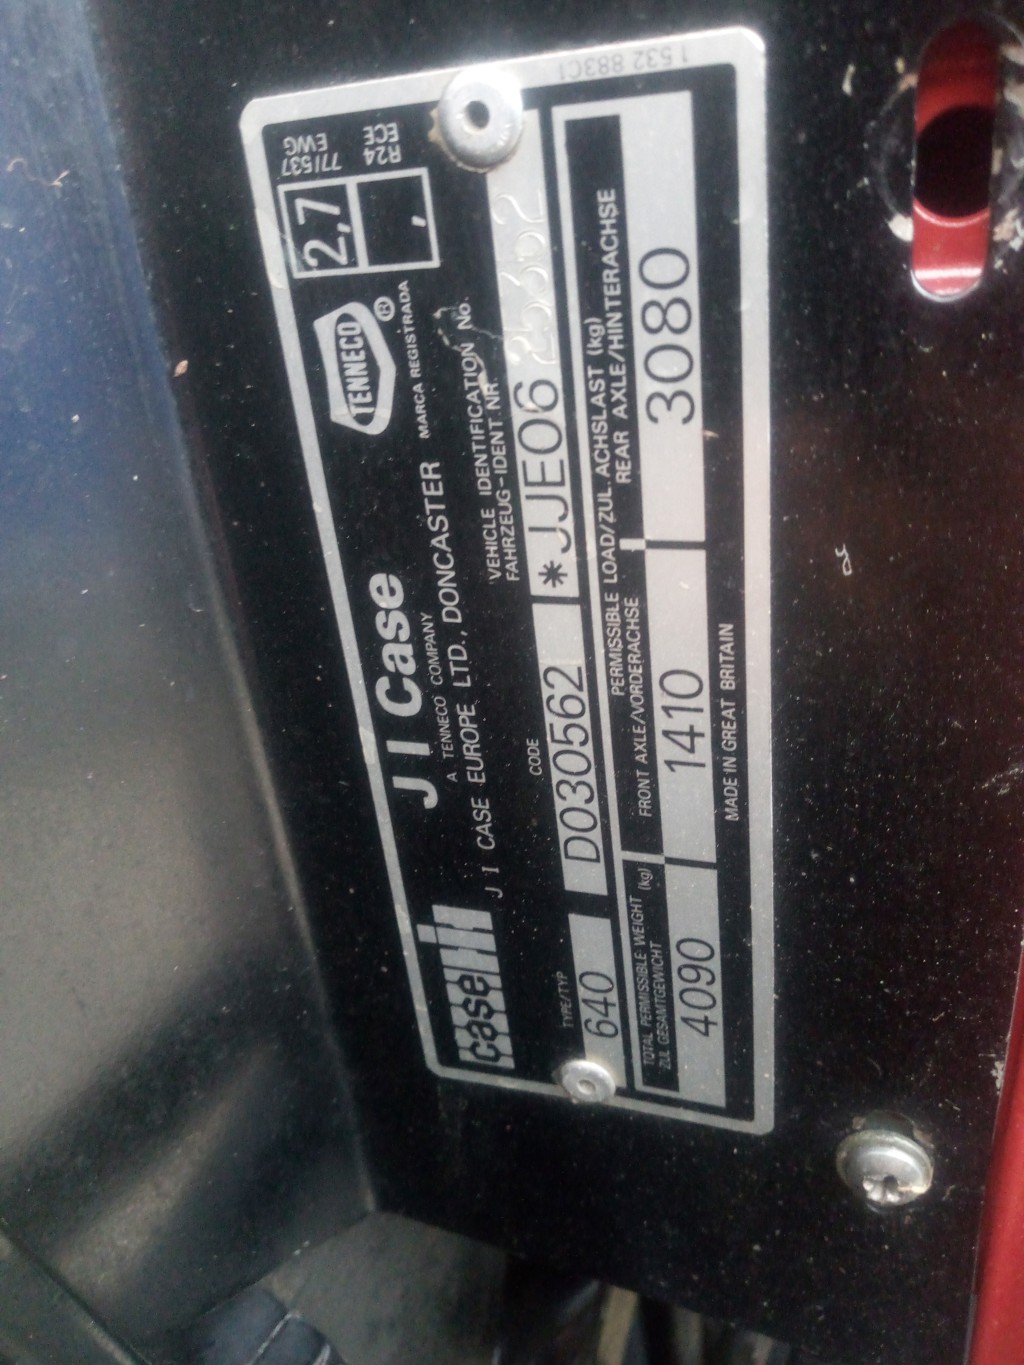 1 532 883C1
case IH
J I Case
A TENNECO COMPANY
TENNECO ®
MARCA REGISTRADA
2,7
77/537
EWG
,
R24
ECE
J I CASE EUROPE LTD., DONCASTER
TYPE/TYP
640
CODE
D030562
VEHICLE IDENTIFICATION No.
FAHRZEUG-IDENT. NR.
*JJE06 25362
PERMISSIBLE LOAD/ZUL. ACHSLAST (kg)
TOTAL PERMISSIBLE WEIGHT (kg)
ZUL GESAMTGEWICHT
4090
FRONT AXLE/VORDERACHSE
1410
REAR AXLE/HINTERACHSE
3080
MADE IN GREAT BRITAIN